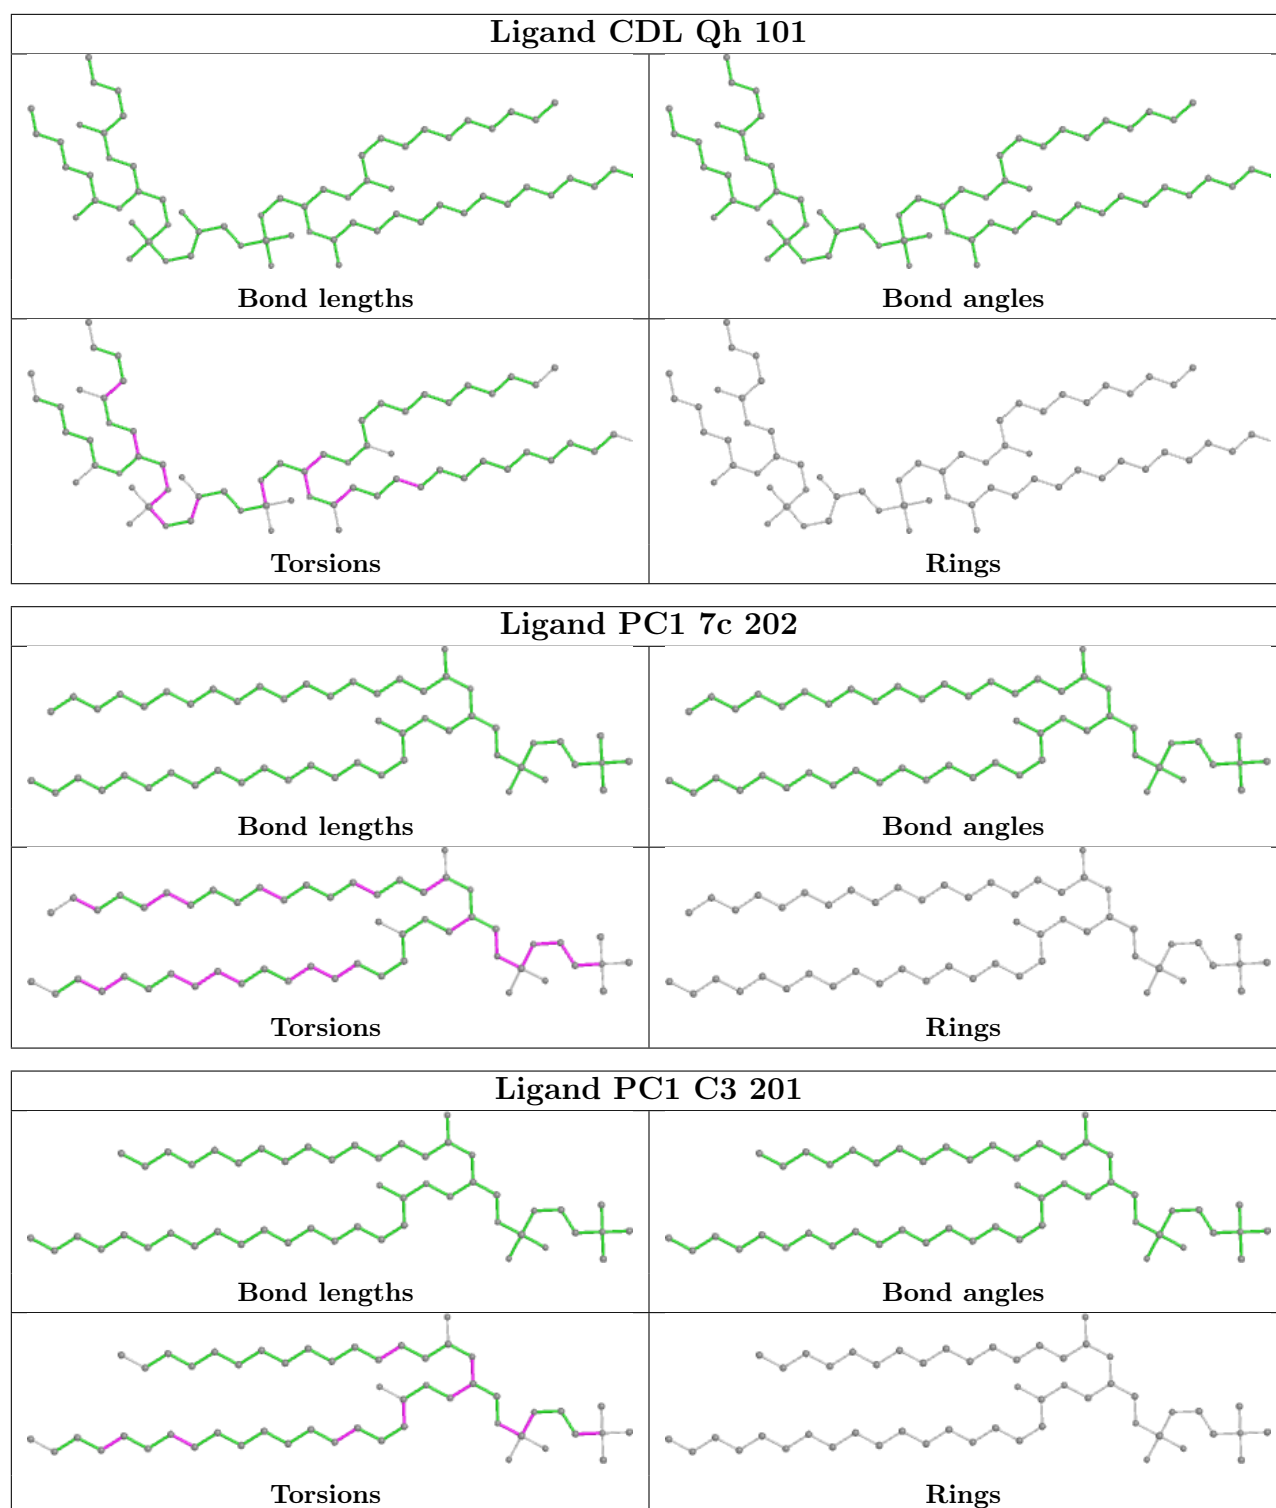 Ligand CDL Qh 101
Bond lengths
Bond angles
Torsions
Rings
Ligand PC1 7c 202
Bond lengths
Bond angles
Torsions
Rings
Ligand PC1 C3 201
Bond lengths
Bond angles
Torsions
Rings